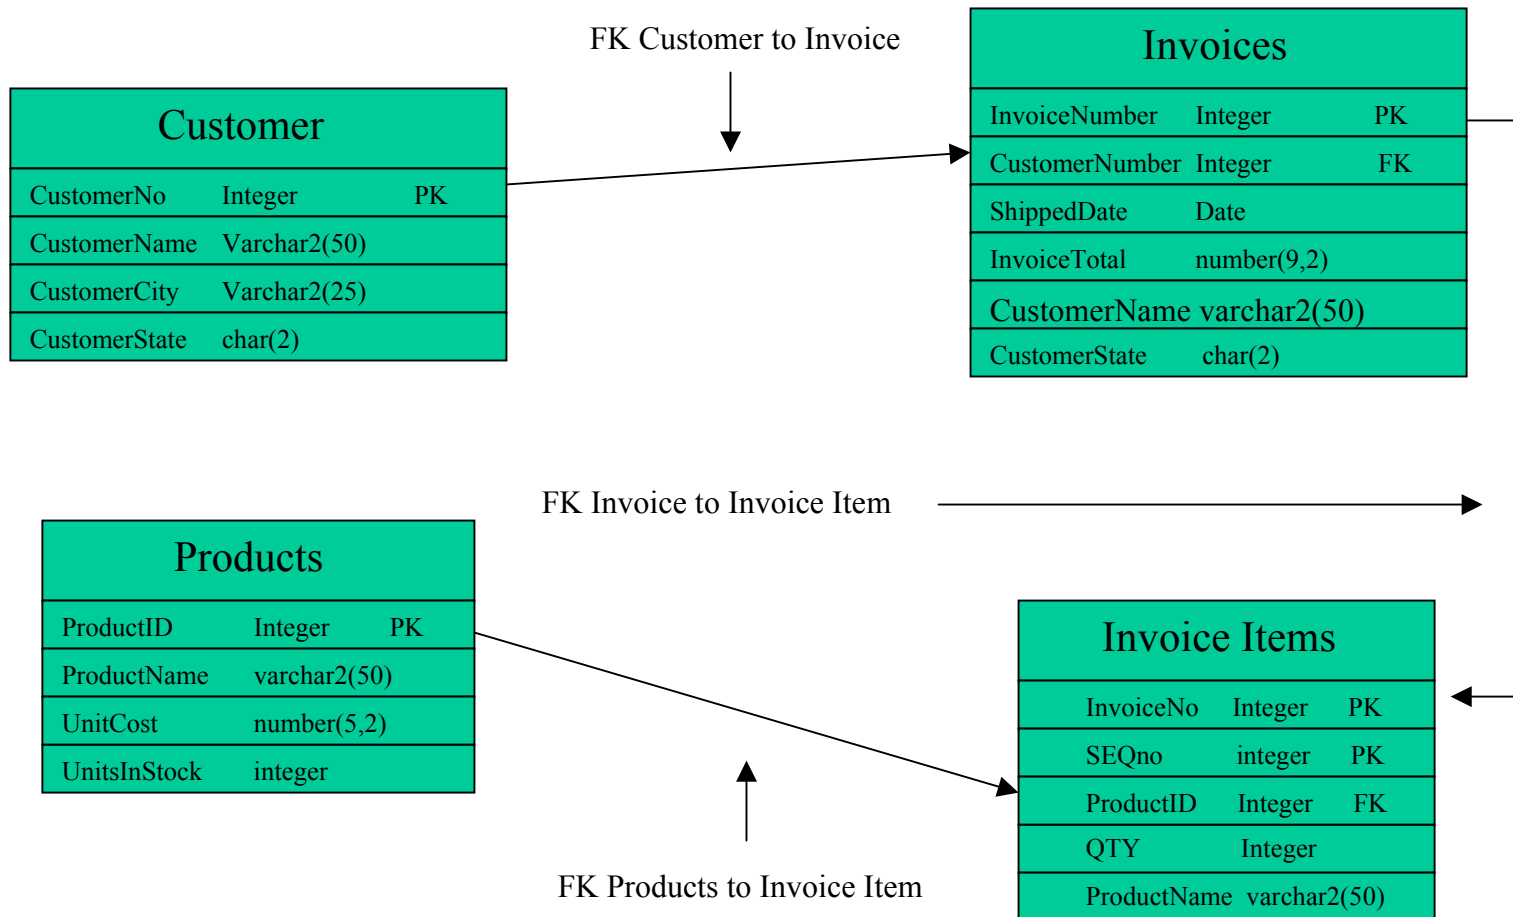 FK Customer to Invoice
Customer
CustomerNo Integer PK
CustomerName Varchar2(50)
CustomerCity Varchar2(25)
CustomerState char(2)
Invoices
InvoiceNumber Integer PK
CustomerNumber Integer FK
ShippedDate Date
InvoiceTotal number(9,2)
CustomerName varchar2(50)
CustomerState char(2)
FK Invoice to Invoice Item
Products
ProductID Integer PK
ProductName varchar2(50)
UnitCost number(5,2)
UnitsInStock integer
Invoice Items
InvoiceNo Integer PK
SEQno integer PK
ProductID Integer FK
QTY Integer
ProductName varchar2(50)
FK Products to Invoice Item